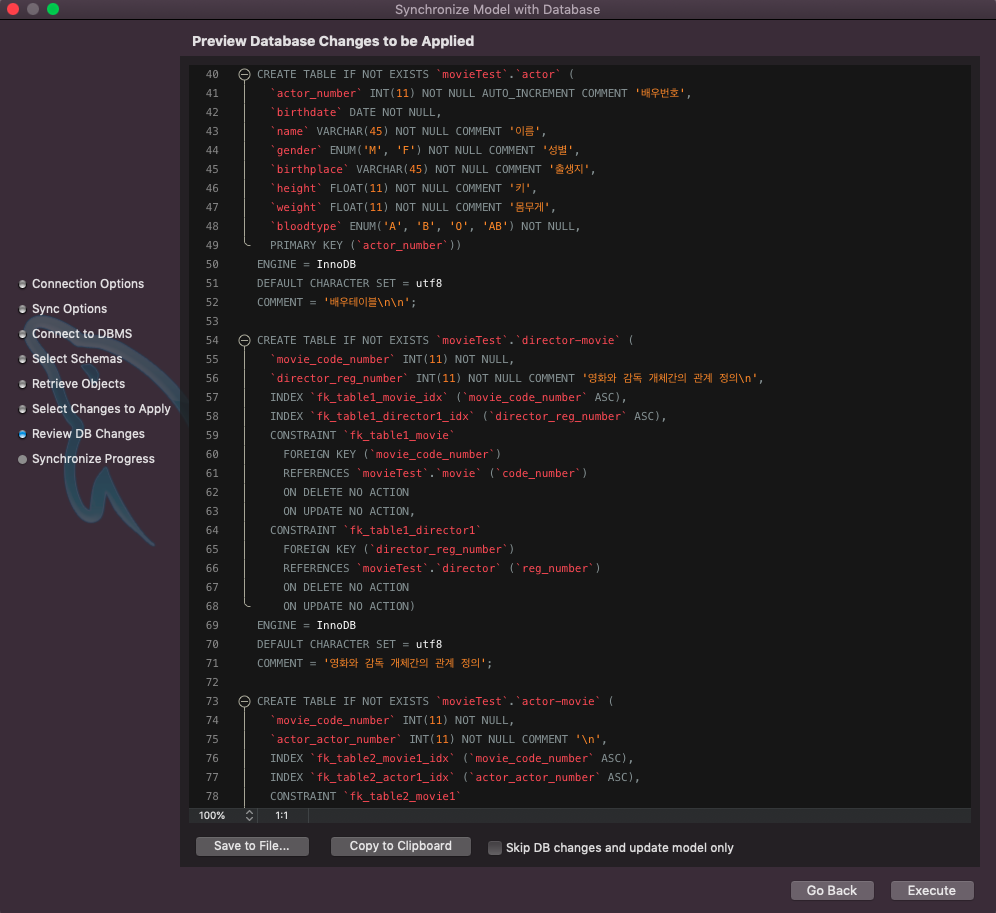 Synchronize Model with Database
Preview Database Changes to be Applied
Connection Options
Sync Options
Connect to DBMS
Select Schemas
Retrieve Objects
Select Changes to Apply
Review DB Changes
Synchronize Progress
40 CREATE TABLE IF NOT EXISTS `movieTest`.`actor` (
41 `actor_number` INT(11) NOT NULL AUTO_INCREMENT COMMENT '배우번호',
42 `birthdate` DATE NOT NULL,
43 `name` VARCHAR(45) NOT NULL COMMENT '이름',
44 `gender` ENUM('M', 'F') NOT NULL COMMENT '성별',
45 `birthplace` VARCHAR(45) NOT NULL COMMENT '출생지',
46 `height` FLOAT(11) NOT NULL COMMENT '키',
47 `weight` FLOAT(11) NOT NULL COMMENT '몸무게',
48 `bloodtype` ENUM('A', 'B', 'O', 'AB') NOT NULL,
49 PRIMARY KEY (`actor_number`))
50 ENGINE = InnoDB
51 DEFAULT CHARACTER SET = utf8
52 COMMENT = '배우테이블\n\n';
53
54 CREATE TABLE IF NOT EXISTS `movieTest`.`director-movie` (
55 `movie_code_number` INT(11) NOT NULL,
56 `director_reg_number` INT(11) NOT NULL COMMENT '영화와 감독 개체간의 관계 정의\n',
57 INDEX `fk_table1_movie_idx` (`movie_code_number` ASC),
58 INDEX `fk_table1_director1_idx` (`director_reg_number` ASC),
59 CONSTRAINT `fk_table1_movie`
60 FOREIGN KEY (`movie_code_number`)
61 REFERENCES `movieTest`.`movie` (`code_number`)
62 ON DELETE NO ACTION
63 ON UPDATE NO ACTION,
64 CONSTRAINT `fk_table1_director1`
65 FOREIGN KEY (`director_reg_number`)
66 REFERENCES `movieTest`.`director` (`reg_number`)
67 ON DELETE NO ACTION
68 ON UPDATE NO ACTION)
69 ENGINE = InnoDB
70 DEFAULT CHARACTER SET = utf8
71 COMMENT = '영화와 감독 개체간의 관계 정의';
72
73 CREATE TABLE IF NOT EXISTS `movieTest`.`actor-movie` (
74 `movie_code_number` INT(11) NOT NULL,
75 `actor_actor_number` INT(11) NOT NULL COMMENT '\n',
76 INDEX `fk_table2_movie1_idx` (`movie_code_number` ASC),
77 INDEX `fk_table2_actor1_idx` (`actor_actor_number` ASC),
78 CONSTRAINT `fk_table2_movie1`
100% 1:1
Save to File... Copy to Clipboard Skip DB changes and update model only
Go Back Execute